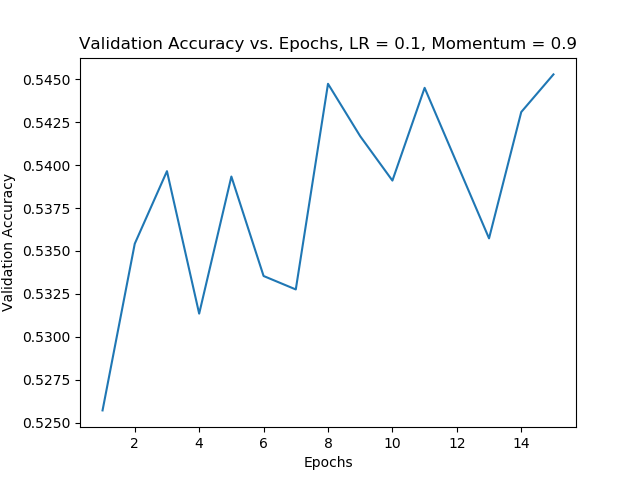 Validation Accuracy vs. Epochs, LR = 0.1, Momentum = 0.9
0.5450
0.5425
0.5400
0.5375
0.5350
0.5325
0.5300
0.5275
0.5250
Validation Accuracy
2 4 6 8 10 12 14
Epochs